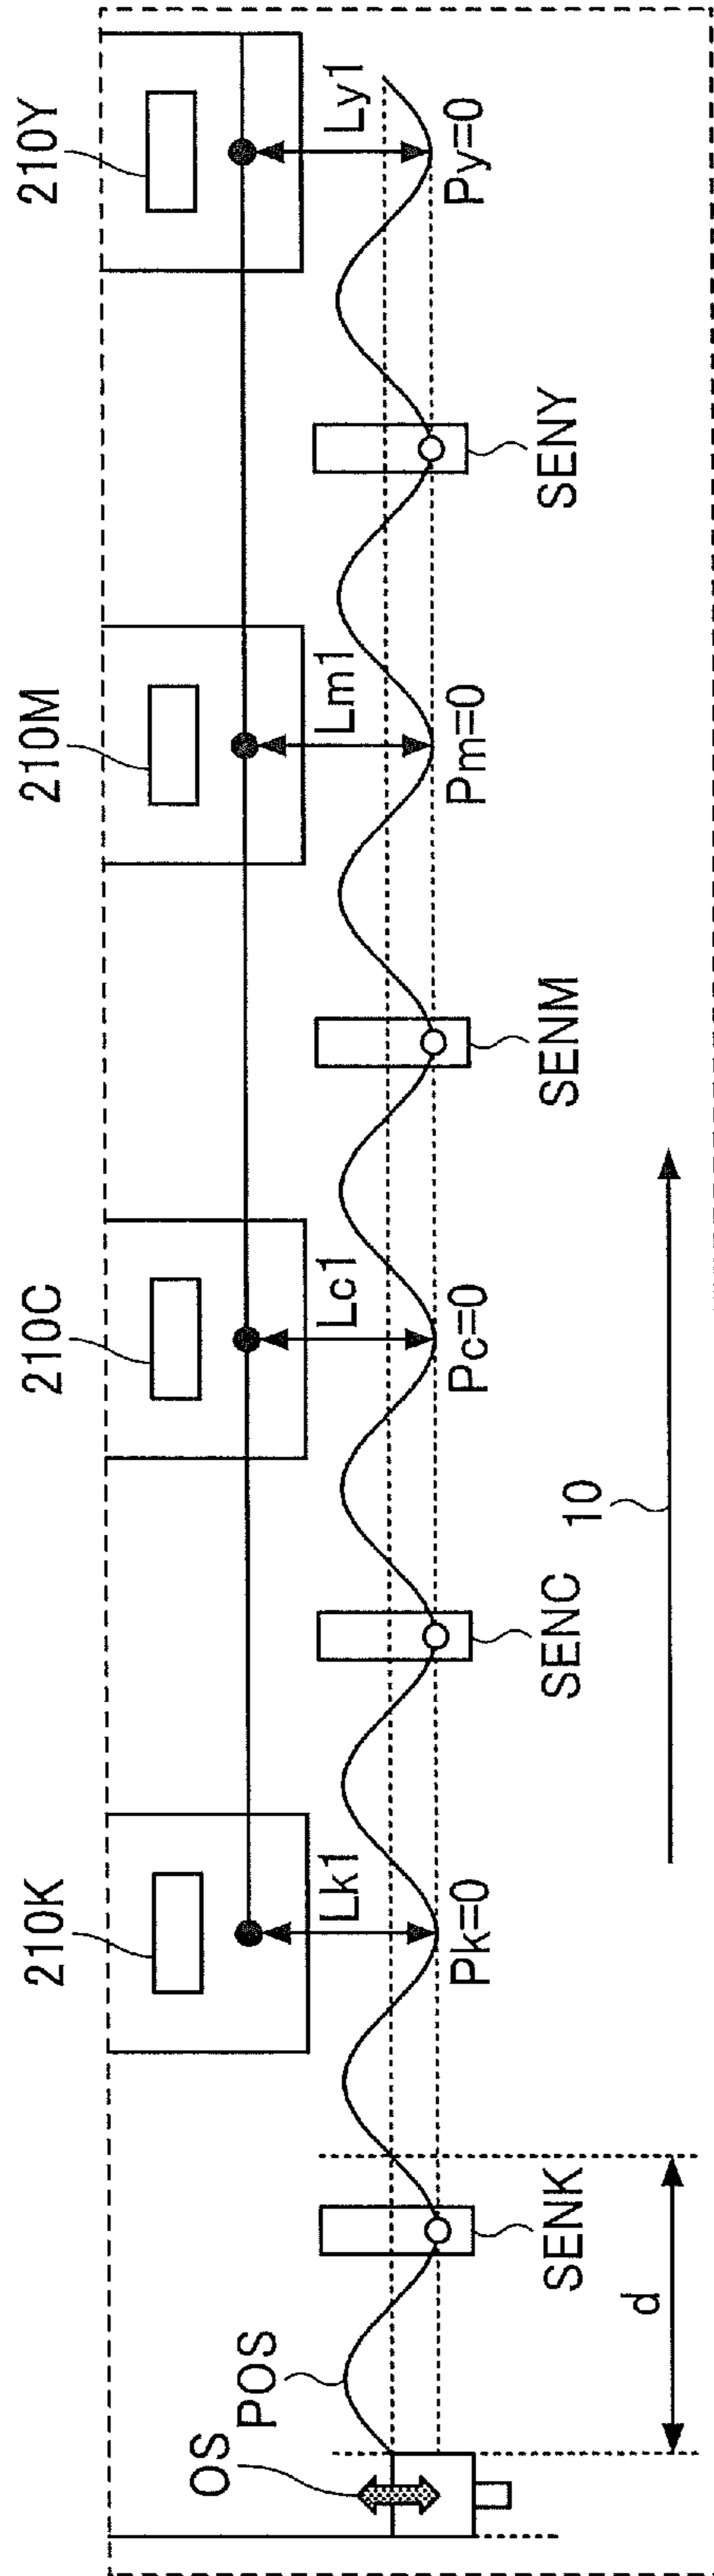 210K
210C
210M
210Y
OS
POS
Lk1
Lc1
Lm1
Ly1
Pk=0
Pc=0
Pm=0
Py=0
SENK
SENC
SENM
SENY
d
10